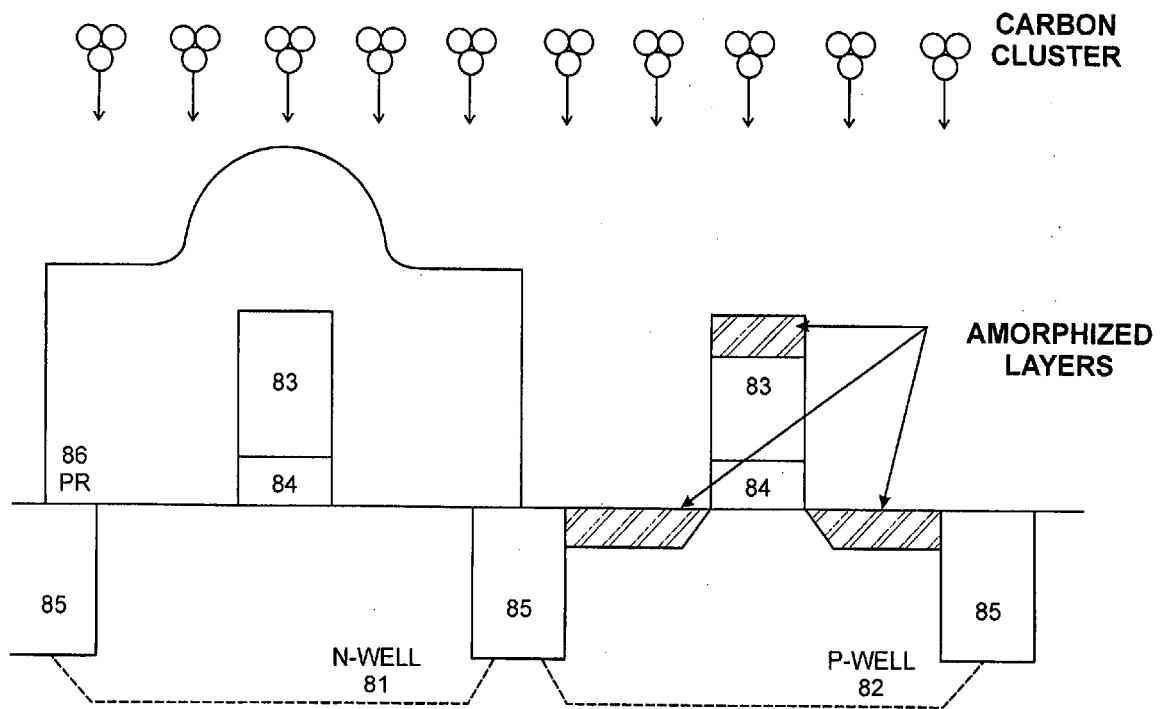 CARBON
CLUSTER
83
83
AMORPHIZED
LAYERS
86
PR
84
84
85
85
85
N-WELL
81
P-WELL
82